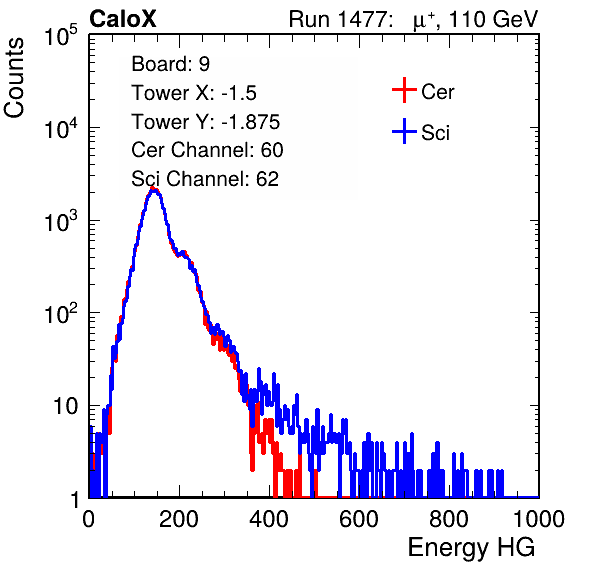 CaloX Run 1477: μ⁺, 110 GeV
Counts
10⁵
10⁴
10³
10²
10
1
Board: 9
Tower X: -1.5
Tower Y: -1.875
Cer Channel: 60
Sci Channel: 62
Cer
Sci
0 200 400 600 800 1000
Energy HG